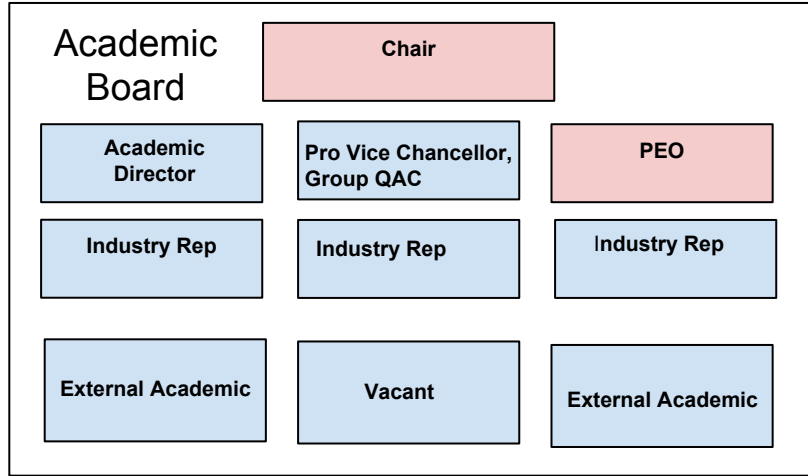 Academic
Board
Chair
Academic
Director
Pro Vice Chancellor,
Group QAC
PEO
Industry Rep
Industry Rep
Industry Rep
External Academic
Vacant
External Academic